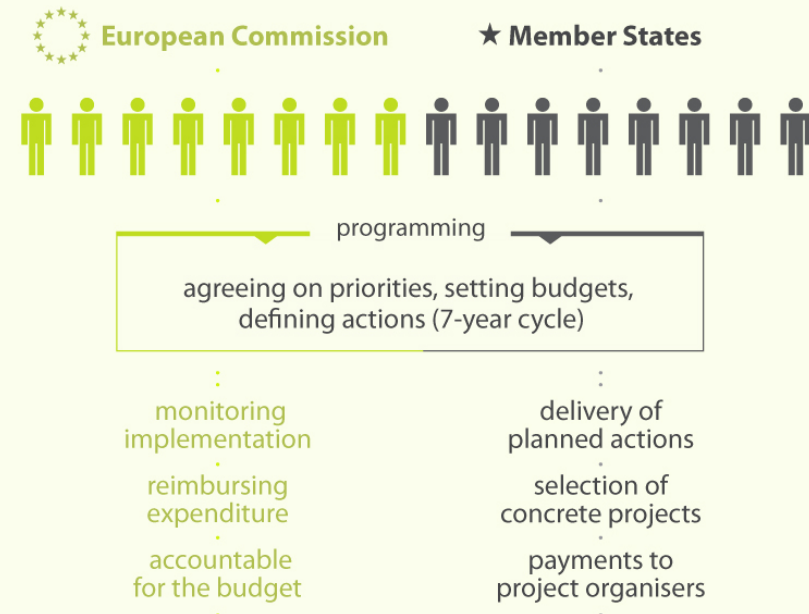 European Commission
★ Member States
programming
agreeing on priorities, setting budgets,
defining actions (7-year cycle)
monitoring
implementation
reimbursing
expenditure
accountable
for the budget
delivery of
planned actions
selection of
concrete projects
payments to
project organisers